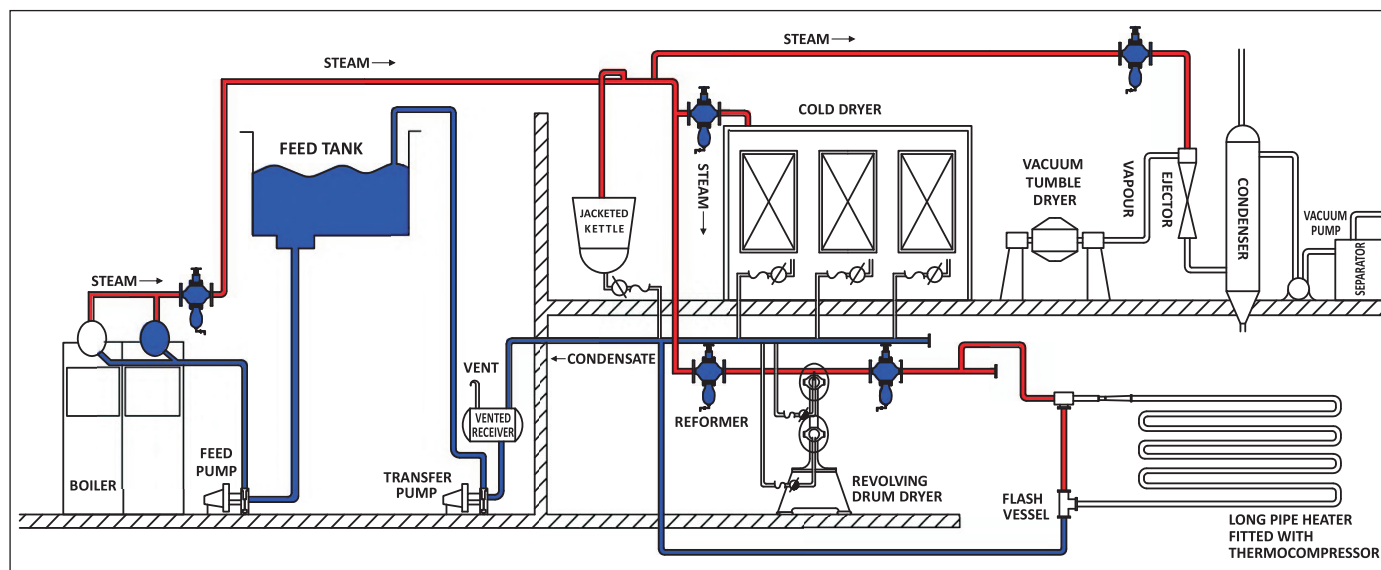 STEAM →
STEAM →
COLD DRYER
FEED TANK
STEAM →
JACKETED
KETTLE
VACUUM
TUMBLE
DRYER
VAPOUR
EJECTOR
CONDENSER
VACUUM
PUMP
SEPARATOR
STEAM →
← CONDENSATE
VENT
VENTED
RECEIVER
REFORMER
FEED
PUMP
BOILER
TRANSFER
PUMP
REVOLVING
DRUM DRYER
FLASH
VESSEL
LONG PIPE HEATER
FITTED WITH
THERMOCOMPRESSOR